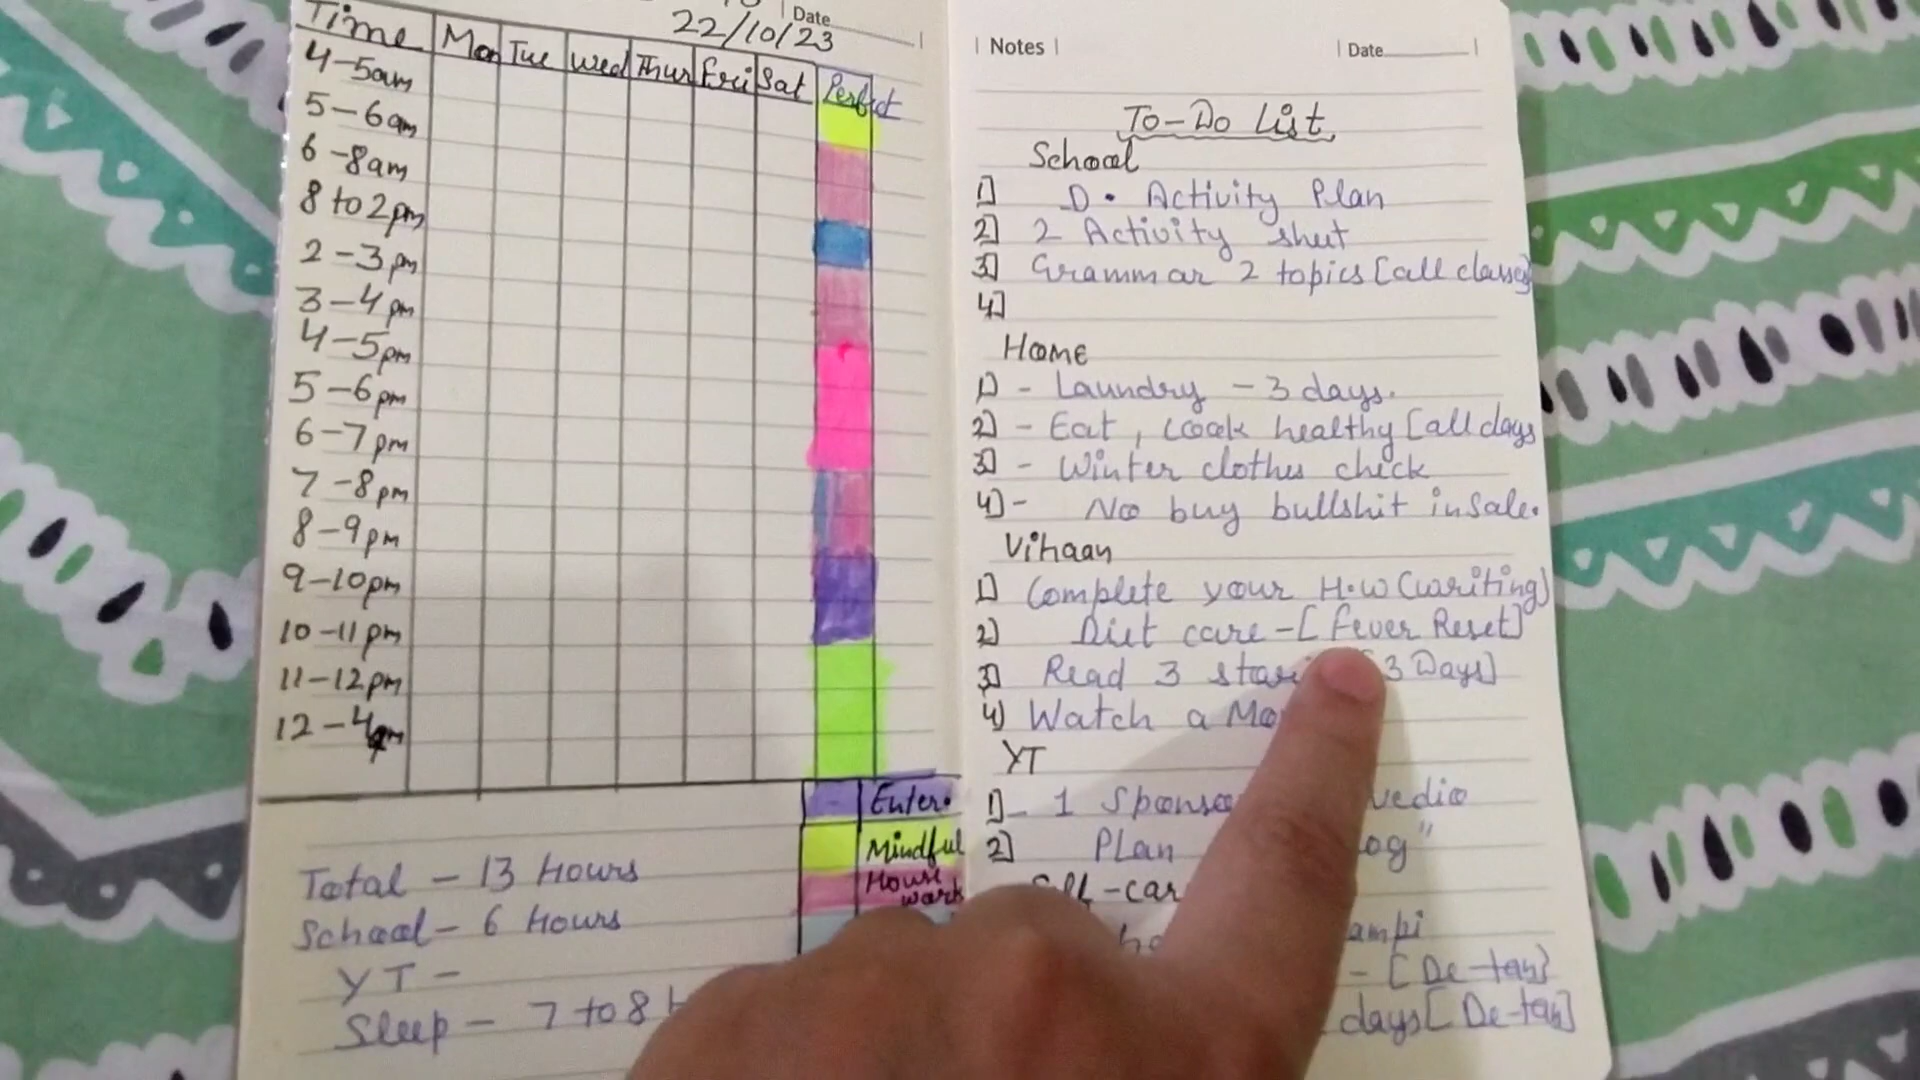 Date
22/10/23
Time Mon Tue Wed Thur Fri Sat Perfect
4-5am
5-6am
6-8am
8 to 2pm
2-3pm
3-4pm
4-5pm
5-6pm
6-7pm
7-8pm
8-9pm
9-10pm
10-11pm
11-12pm
12-4am
Enter.
Mindful
House
work
Total - 13 Hours
School - 6 Hours
YT -
Sleep - 7 to 8
Notes Date
To-Do List
School
1] D. Activity Plan
2] 2 Activity sheet
3] Grammar 2 topics [all classes]
4]
Home
1) - Laundry - 3 days.
2) - Eat, cook healthy [all days
3] - Winter clothes check
4) - No buy bullshit in Sale.
Vihaan
1) Complete your H.W (writing)
2) Diet care - [Fever Reset]
3] Read 3 3 Days]
4) Watch a
YT
1]- 1 vedio
2] Plan
- [De-tan]
days [De-tan]